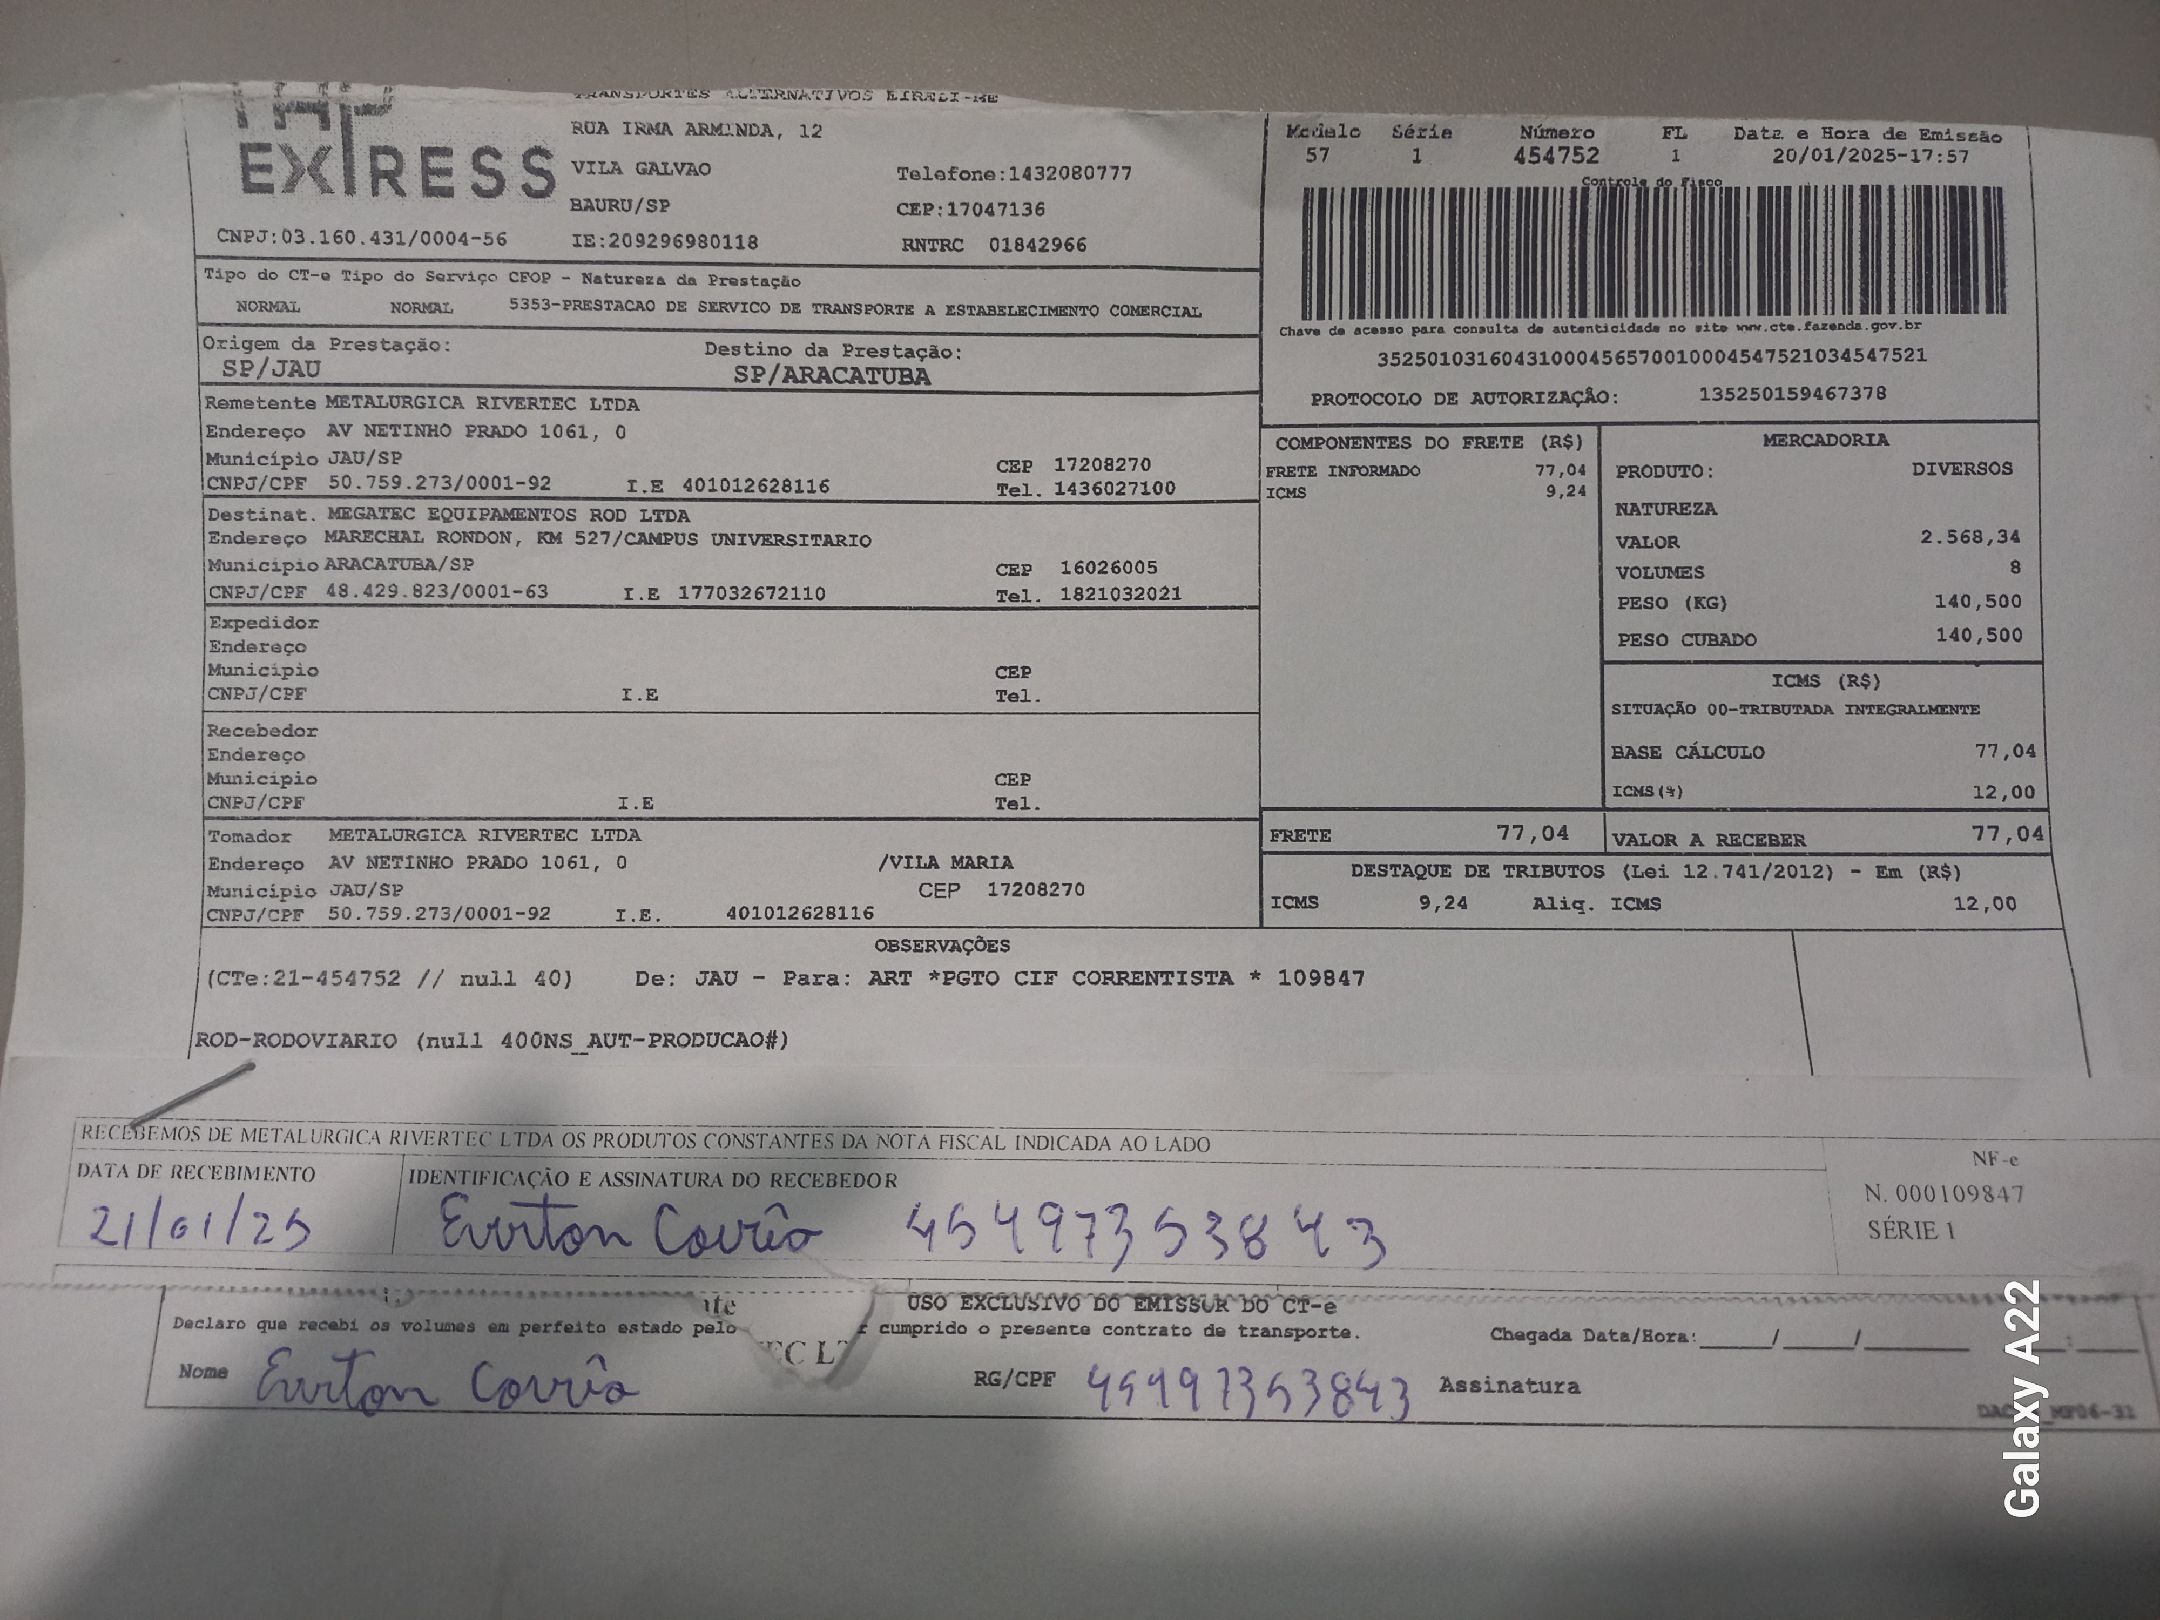 TAP
EXPRESS
TRANSPORTES ALTERNATIVOS EIRELI-ME
RUA IRMA ARMINDA, 12
VILA GALVAO Telefone:1432080777
BAURU/SP CEP:17047136
CNPJ:03.160.431/0004-56 IE:209296980118 RNTRC 01842966
Modelo Série Número FL Data e Hora de Emissão
57 1 454752 1 20/01/2025-17:57
Controle do Fisco
Chave de acesso para consulta de autenticidade no site www.cte.fazenda.gov.br
35250103160431000456570010004547521034547521
PROTOCOLO DE AUTORIZAÇÃO: 135250159467378
Tipo do CT-e Tipo do Serviço CFOP - Natureza da Prestação
NORMAL NORMAL 5353-PRESTACAO DE SERVICO DE TRANSPORTE A ESTABELECIMENTO COMERCIAL
Origem da Prestação: Destino da Prestação:
SP/JAU SP/ARACATUBA
Remetente METALURGICA RIVERTEC LTDA
Endereço AV NETINHO PRADO 1061, 0
Município JAU/SP CEP 17208270
CNPJ/CPF 50.759.273/0001-92 I.E 401012628116 Tel. 1436027100
Destinat. MEGATEC EQUIPAMENTOS ROD LTDA
Endereço MARECHAL RONDON, KM 527/CAMPUS UNIVERSITARIO
Município ARACATUBA/SP CEP 16026005
CNPJ/CPF 48.429.823/0001-63 I.E 177032672110 Tel. 1821032021
Expedidor
Endereço
Município CEP
CNPJ/CPF I.E Tel.
Recebedor
Endereço
Município CEP
CNPJ/CPF I.E Tel.
Tomador METALURGICA RIVERTEC LTDA
Endereço AV NETINHO PRADO 1061, 0 /VILA MARIA
Município JAU/SP CEP 17208270
CNPJ/CPF 50.759.273/0001-92 I.E. 401012628116
COMPONENTES DO FRETE (R$)
FRETE INFORMADO 77,04
ICMS 9,24
MERCADORIA
PRODUTO: DIVERSOS
NATUREZA
VALOR 2.568,34
VOLUMES 8
PESO (KG) 140,500
PESO CUBADO 140,500
ICMS (R$)
SITUAÇÃO 00-TRIBUTADA INTEGRALMENTE
BASE CÁLCULO 77,04
ICMS(%) 12,00
FRETE 77,04 VALOR A RECEBER 77,04
DESTAQUE DE TRIBUTOS (Lei 12.741/2012) - Em (R$)
ICMS 9,24 Aliq. ICMS 12,00
OBSERVAÇÕES
(CTe:21-454752 // null 40) De: JAU - Para: ART *PGTO CIF CORRENTISTA * 109847
ROD-RODOVIARIO (null 400NS_AUT-PRODUCAO#)
RECEBEMOS DE METALURGICA RIVERTEC LTDA OS PRODUTOS CONSTANTES DA NOTA FISCAL INDICADA AO LADO
DATA DE RECEBIMENTO IDENTIFICAÇÃO E ASSINATURA DO RECEBEDOR
21/01/25 Everton Corrêa 45497353843
NF-e
N. 000109847
SÉRIE 1
nte USO EXCLUSIVO DO EMISSOR DO CT-e
Declaro que recebi os volumes em perfeito estado pelo r cumprido o presente contrato de transporte. Chegada Data/Hora:____/____/______ __:____
EC LT
Nome Everton Corrêa RG/CPF 45497353843 Assinatura
Galaxy A22